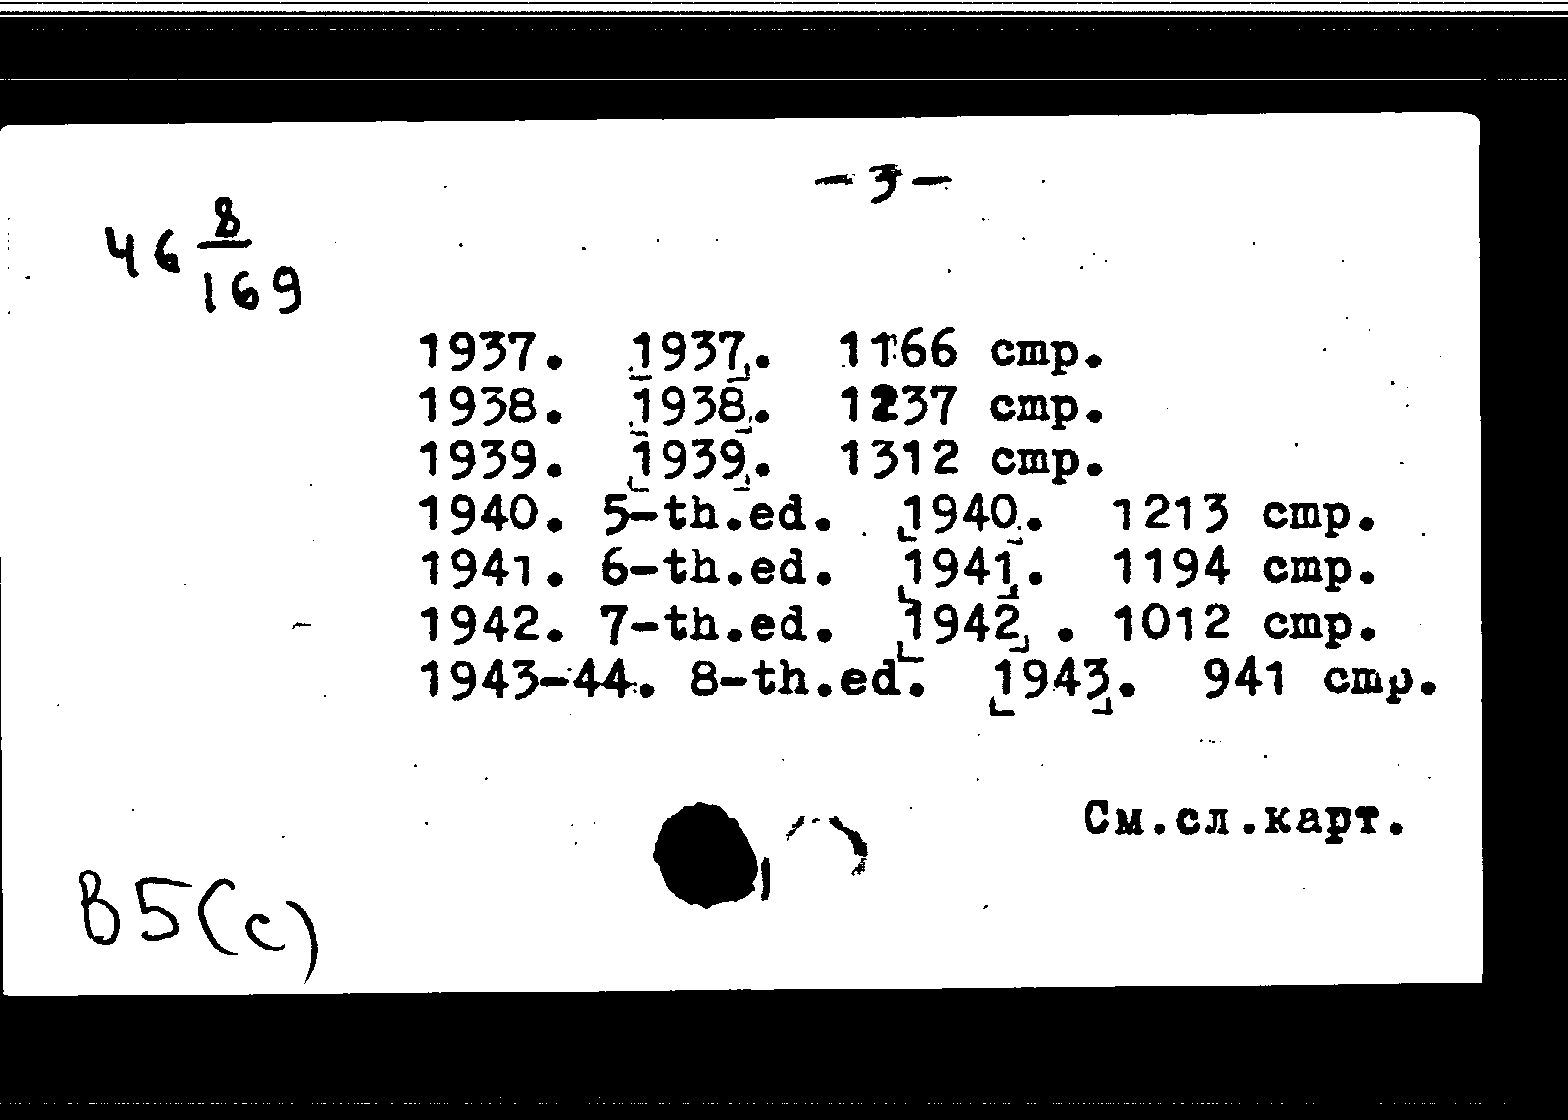 -3-
46 8/169
1937. [1937]. 1166 стр.
1938. [1938]. 1237 стр.
1939. [1939]. 1312 стр.
1940. 5-th.ed. [1940]. 1213 стр.
1941. 6-th.ed. [1941]. 1194 стр.
1942. 7-th.ed. [1942]. 1012 стр.
1943-44. 8-th.ed. [1943]. 941 стр.
См.сл.карт.
В5(с)